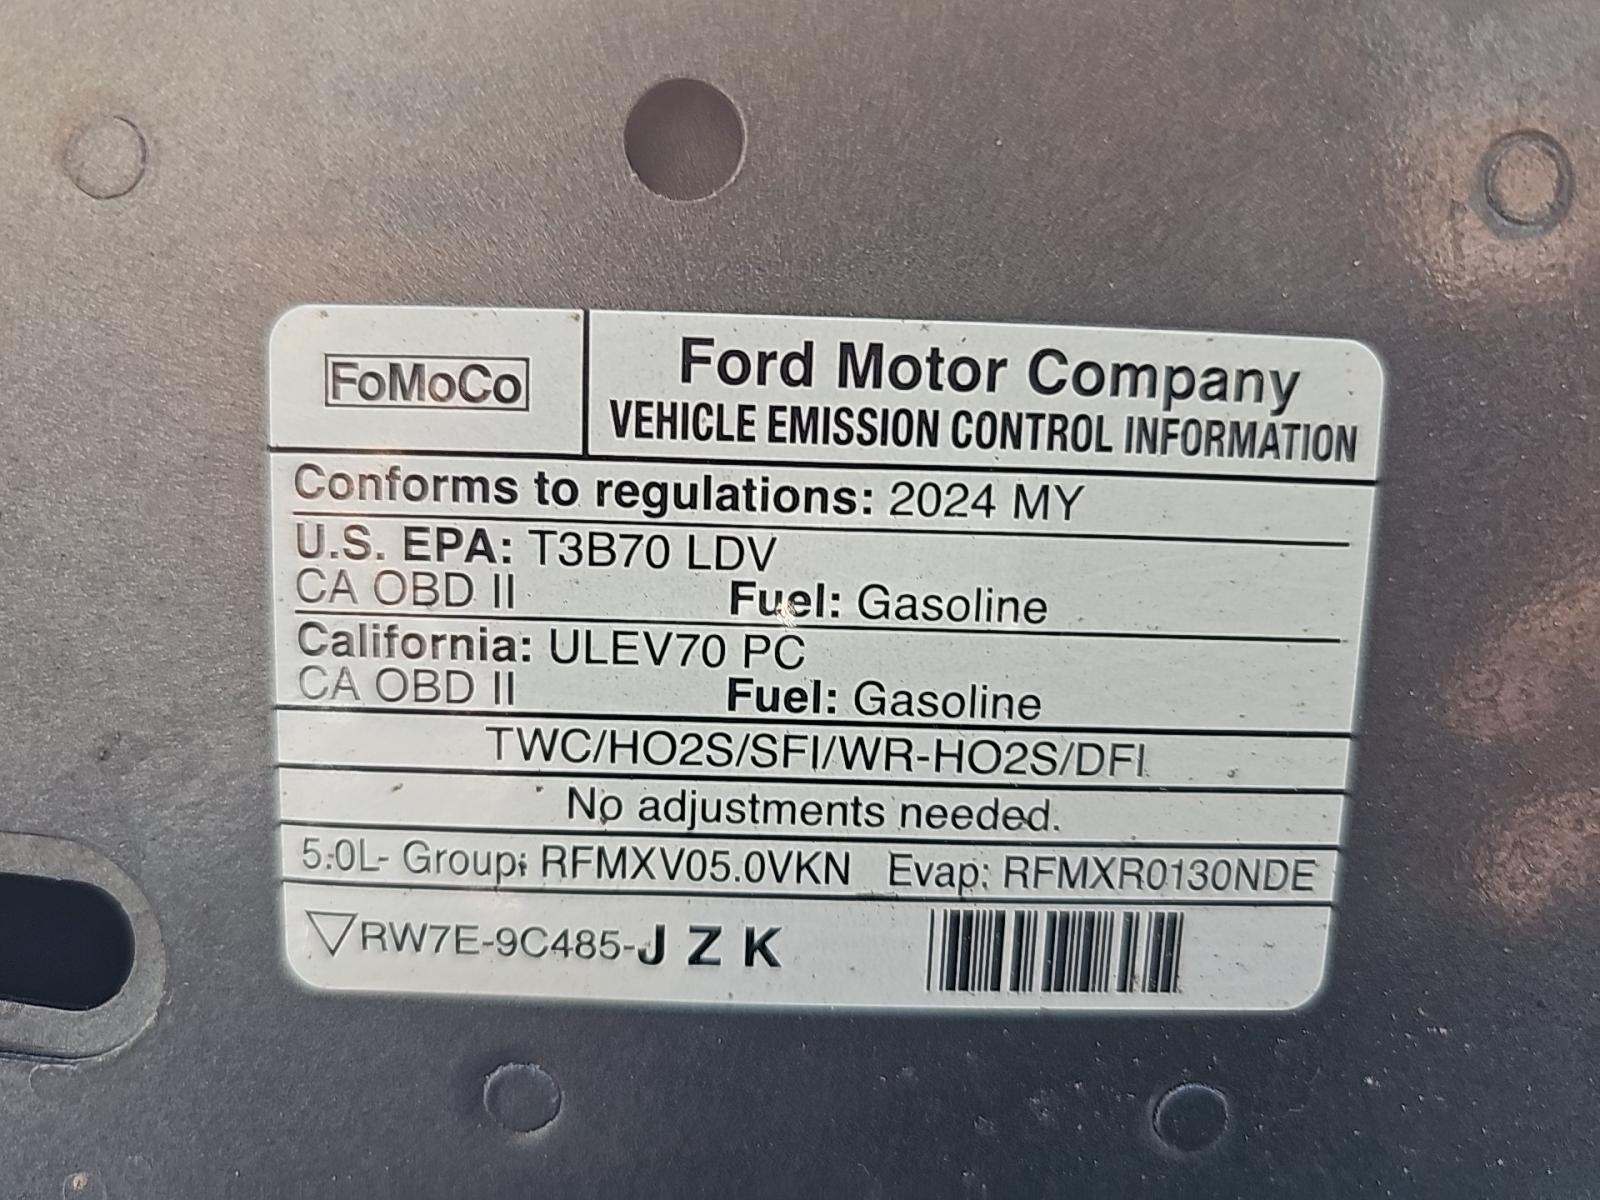 FoMoCo
Ford Motor Company
VEHICLE EMISSION CONTROL INFORMATION
Conforms to regulations: 2024 MY
U.S. EPA: T3B70 LDV
CA OBD II Fuel: Gasoline
California: ULEV70 PC
CA OBD II Fuel: Gasoline
TWC/HO2S/SFI/WR-HO2S/DFI
No adjustments needed.
5.0L- Group: RFMXV05.0VKN Evap: RFMXR0130NDE
▽RW7E-9C485-J Z K